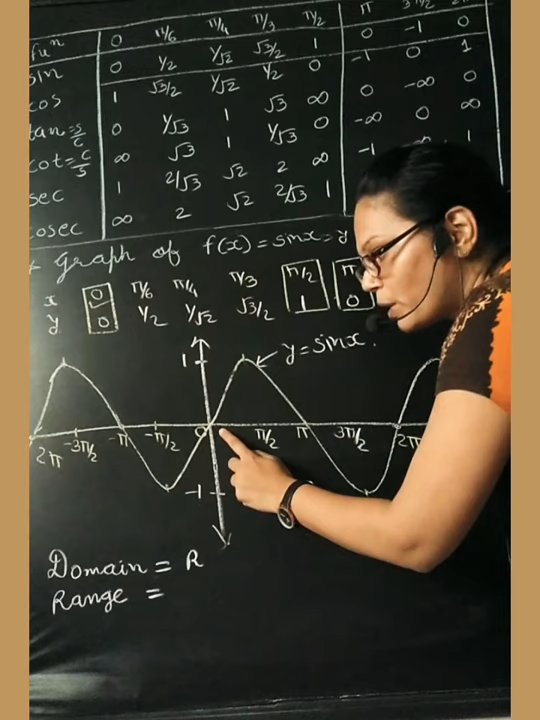 fuⁿ 0 π/6 π/4 π/3 π/2 π 3π/2
sin 0 1/2 1/√2 √3/2 1 0 -1 0
cos 1 √3/2 1/√2 1/2 0 -1 0 1
tan=s/c 0 1/√3 1 √3 ∞ 0 -∞ 0
cot=c/s ∞ √3 1 1/√3 0 -∞ 0 ∞
sec 1 2/√3 √2 2 ∞ -1 1
cosec ∞ 2 √2 2/√3 1
Graph of f(x)=sinx=y
x 0 π/6 π/4 π/3 π/2 π
y 0 1/2 1/√2 √3/2 1 0
1 y=sinx.
2π -3π/2 -π -π/2 0 π/2 π 3π/2 2π
-1
Domain = R
Range =